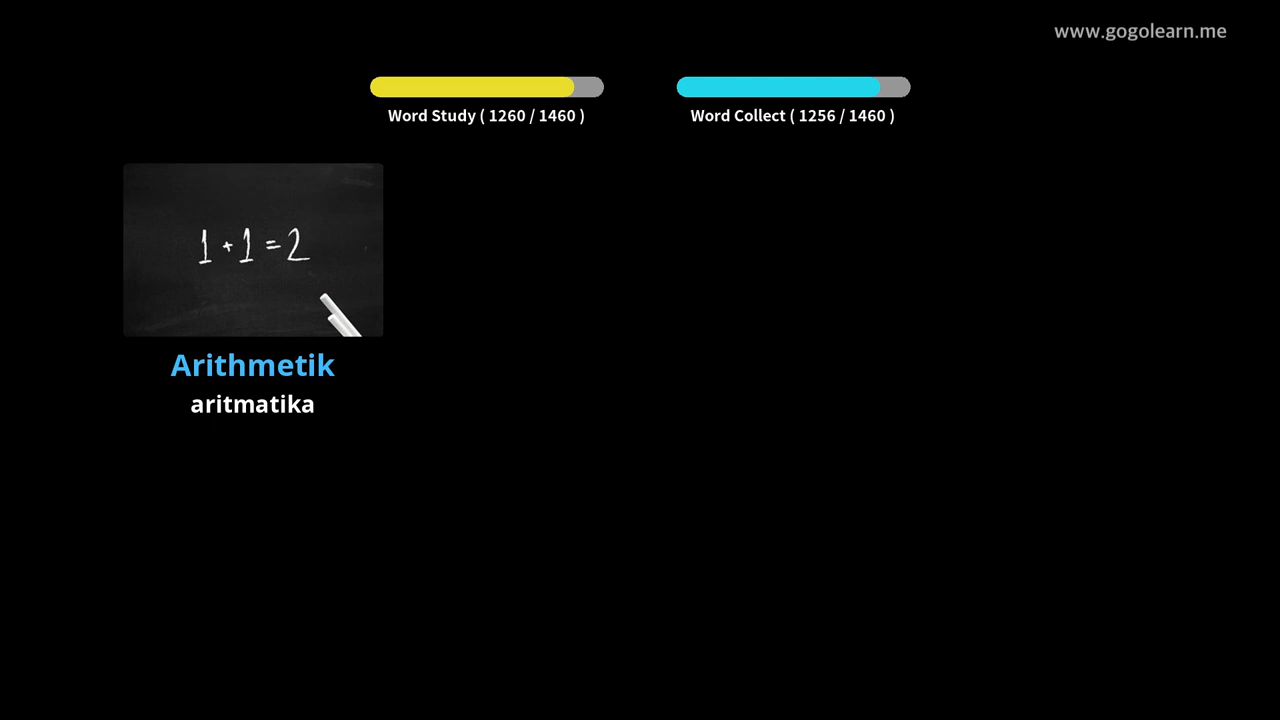 www.gogolearn.me
Word Study ( 1260 / 1460 )
Word Collect ( 1256 / 1460 )
1 + 1 = 2
Arithmetik
aritmatika